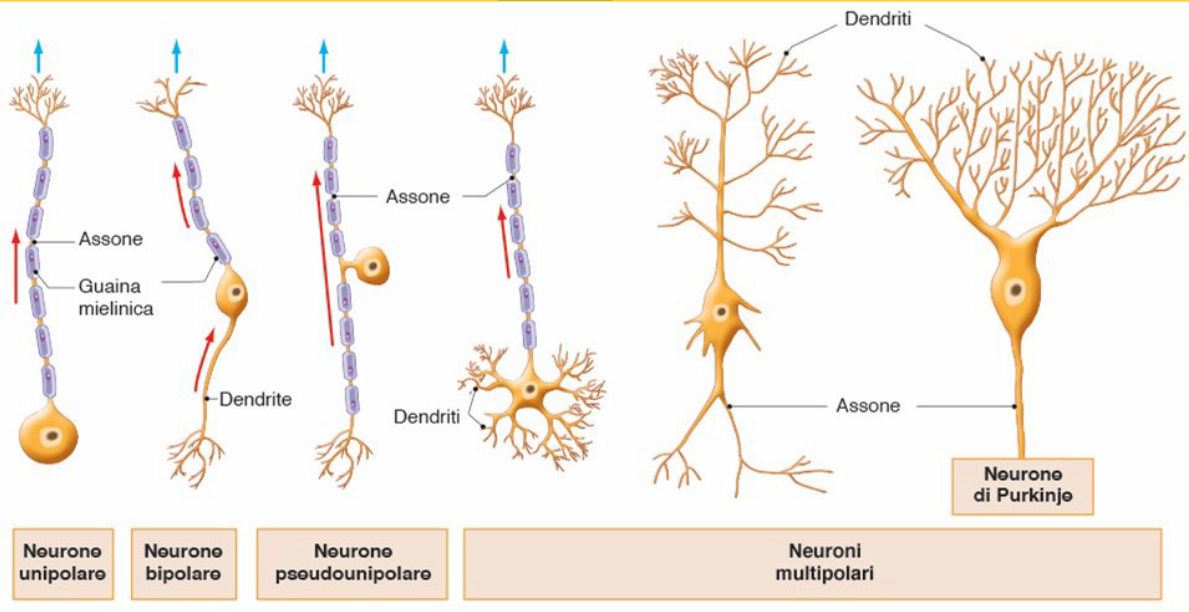 Dendriti
Assone
Assone
Guaina
mielinica
Dendrite
Dendriti
Assone
Neurone
di Purkinje
Neurone
unipolare
Neurone
bipolare
Neurone
pseudounipolare
Neuroni
multipolari